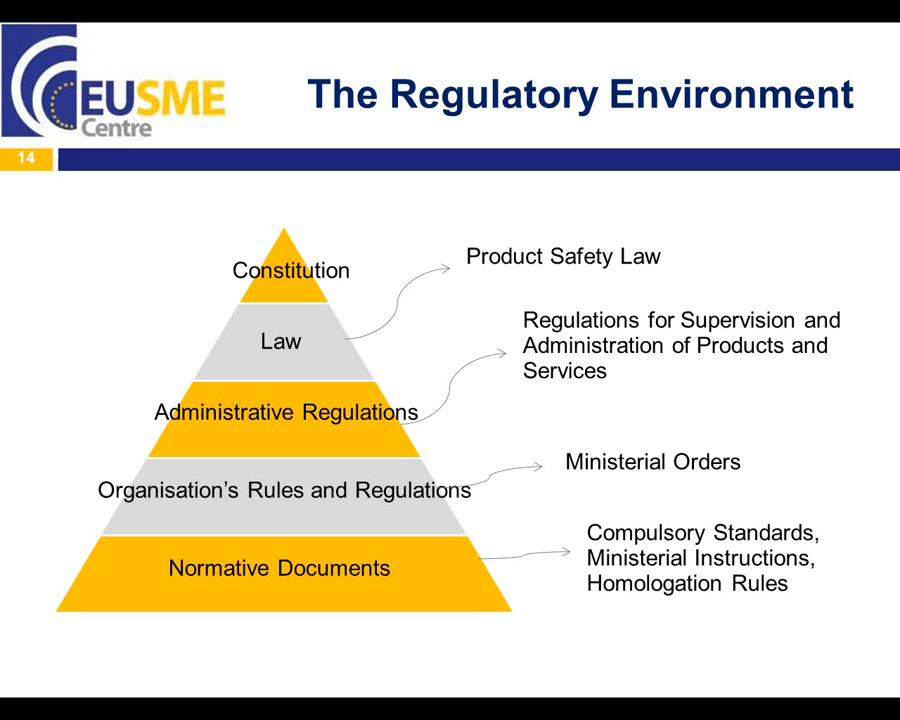 EUSME
Centre
The Regulatory Environment
14
Constitution
Product Safety Law
Law
Regulations for Supervision and
Administration of Products and
Services
Administrative Regulations
Ministerial Orders
Organisation’s Rules and Regulations
Compulsory Standards,
Ministerial Instructions,
Homologation Rules
Normative Documents